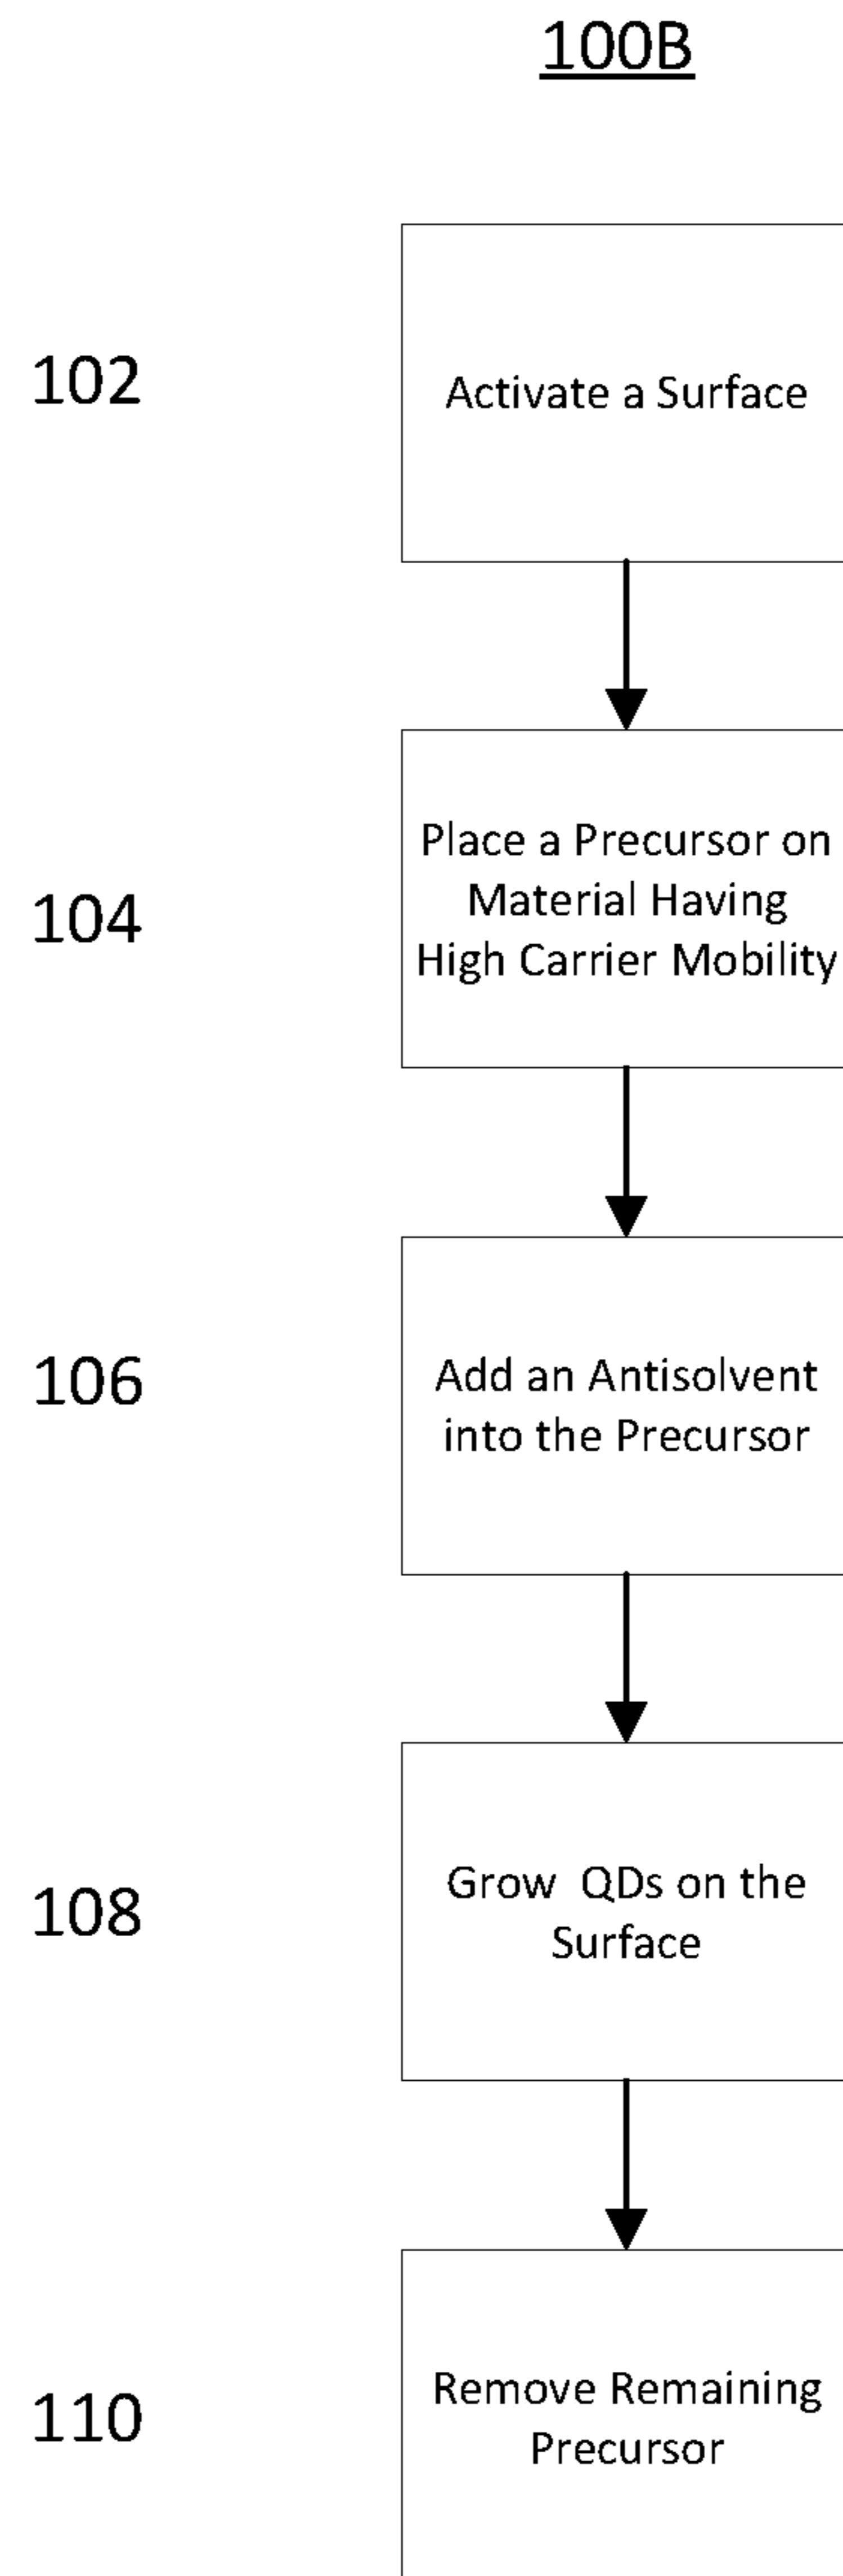 100B
102
Activate a Surface
104
Place a Precursor on
Material Having
High Carrier Mobility
106
Add an Antisolvent
into the Precursor
108
Grow  QDs on the
Surface
110
Remove Remaining
Precursor